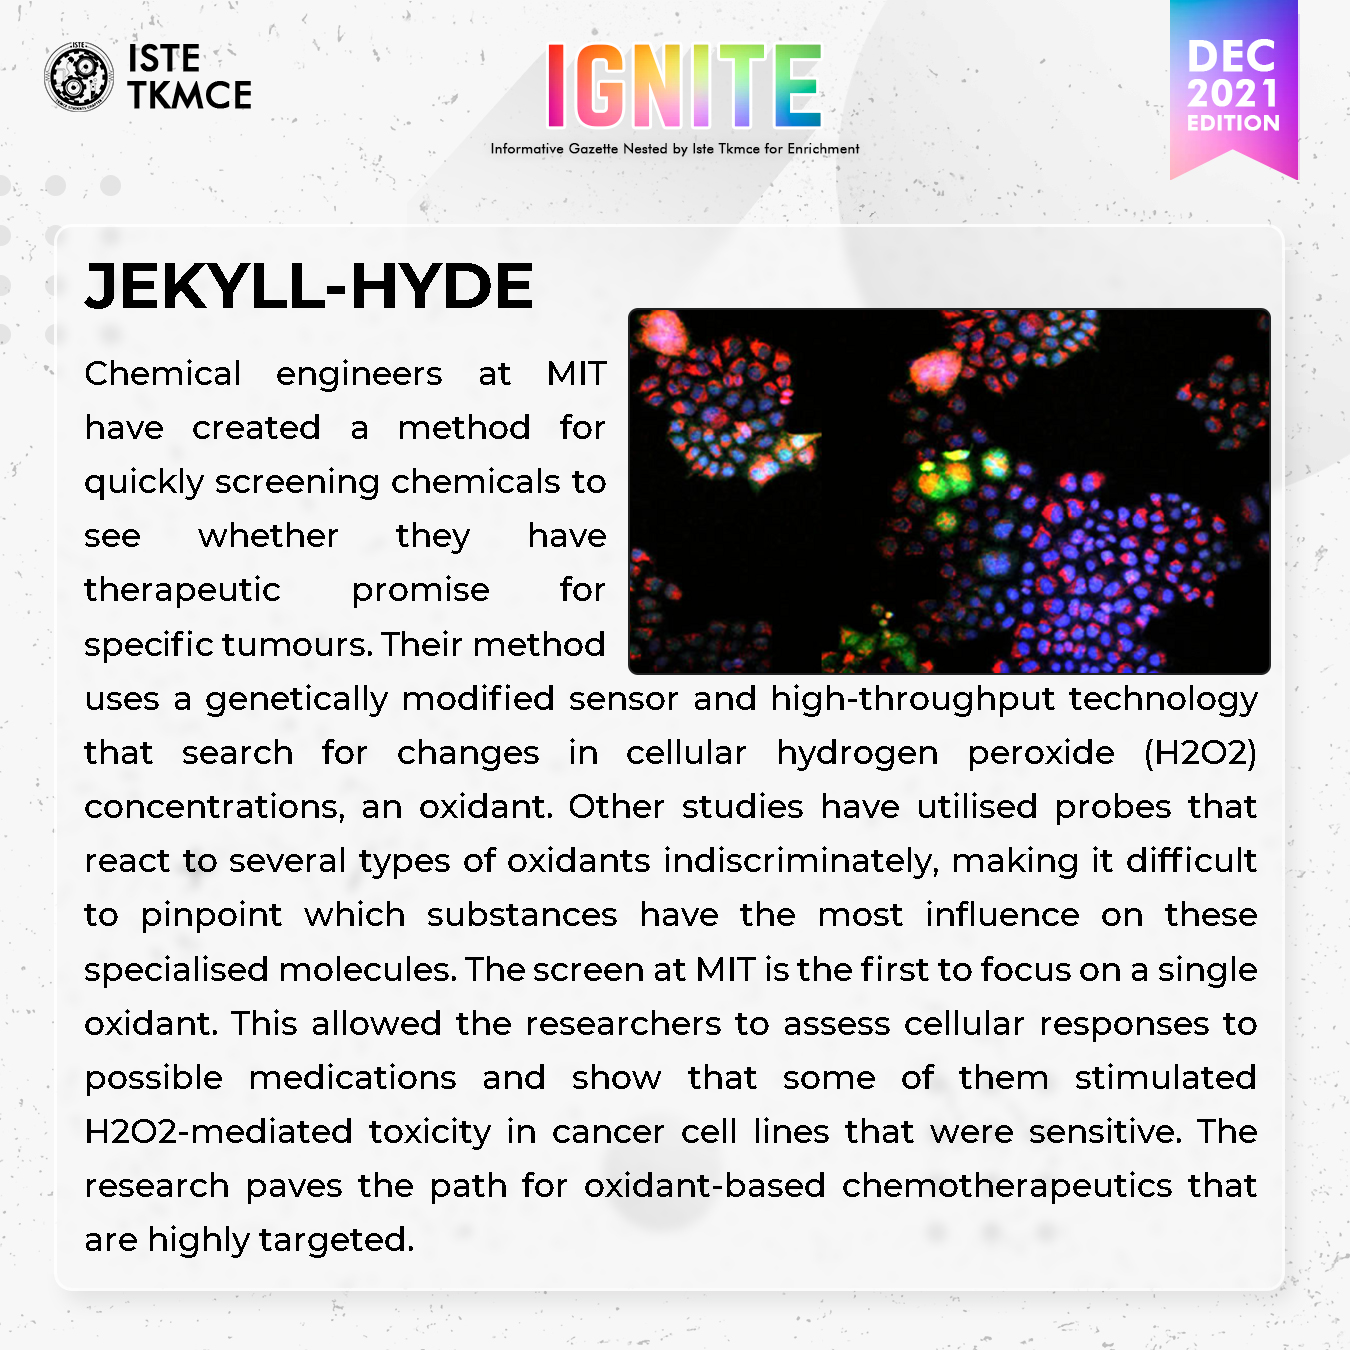 ISTE
TKMCE
IGNITE
Informative Gazette Nested by Iste Tkmce for Enrichment
DEC
2021
EDITION
JEKYLL-HYDE
Chemical engineers at MIT
have created a method for
quickly screening chemicals to
see whether they have
therapeutic promise for
specific tumours. Their method
uses a genetically modified sensor and high-throughput technology
that search for changes in cellular hydrogen peroxide (H2O2)
concentrations, an oxidant. Other studies have utilised probes that
react to several types of oxidants indiscriminately, making it difficult
to pinpoint which substances have the most influence on these
specialised molecules. The screen at MIT is the first to focus on a single
oxidant. This allowed the researchers to assess cellular responses to
possible medications and show that some of them stimulated
H2O2-mediated toxicity in cancer cell lines that were sensitive. The
research paves the path for oxidant-based chemotherapeutics that
are highly targeted.